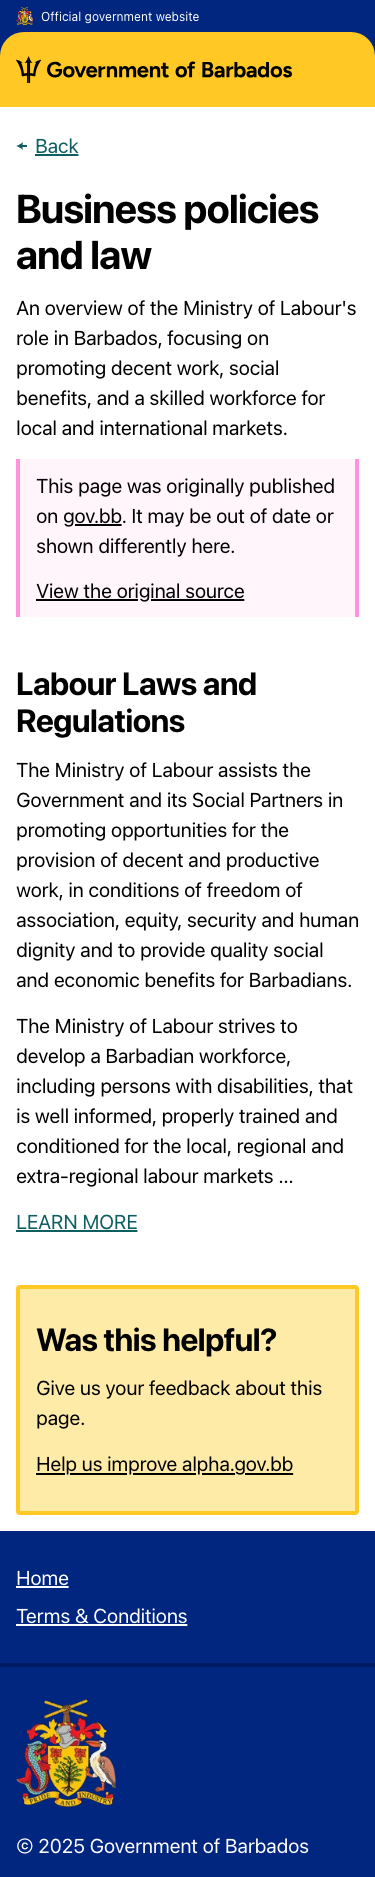 Official government website
Government of Barbados
Back
Business policies
and law
An overview of the Ministry of Labour's
role in Barbados, focusing on
promoting decent work, social
benefits, and a skilled workforce for
local and international markets.
This page was originally published
on gov.bb. It may be out of date or
shown differently here.
View the original source
Labour Laws and
Regulations
The Ministry of Labour assists the
Government and its Social Partners in
promoting opportunities for the
provision of decent and productive
work, in conditions of freedom of
association, equity, security and human
dignity and to provide quality social
and economic benefits for Barbadians.
The Ministry of Labour strives to
develop a Barbadian workforce,
including persons with disabilities, that
is well informed, properly trained and
conditioned for the local, regional and
extra-regional labour markets ...
LEARN MORE
Was this helpful?
Give us your feedback about this
page.
Help us improve alpha.gov.bb
Home
Terms & Conditions
PRIDE AND INDUSTRY
© 2025 Government of Barbados